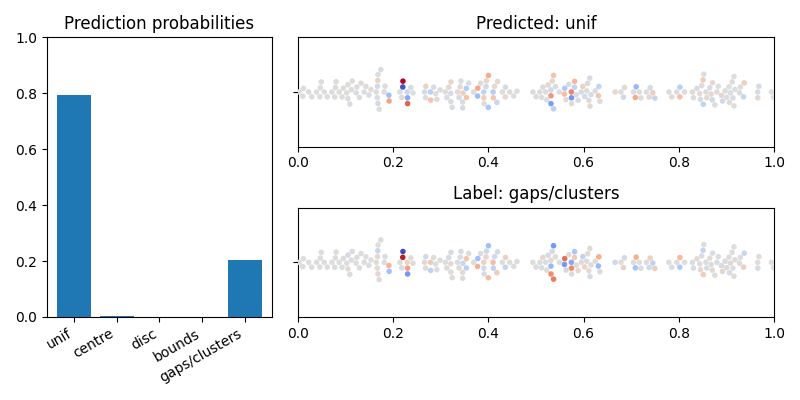 Prediction probabilities
1.0
0.8
0.6
0.4
0.2
0.0
unif
centre
disc
bounds
gaps/clusters
Predicted: unif
0.0 0.2 0.4 0.6 0.8 1.0
Label: gaps/clusters
0.0 0.2 0.4 0.6 0.8 1.0